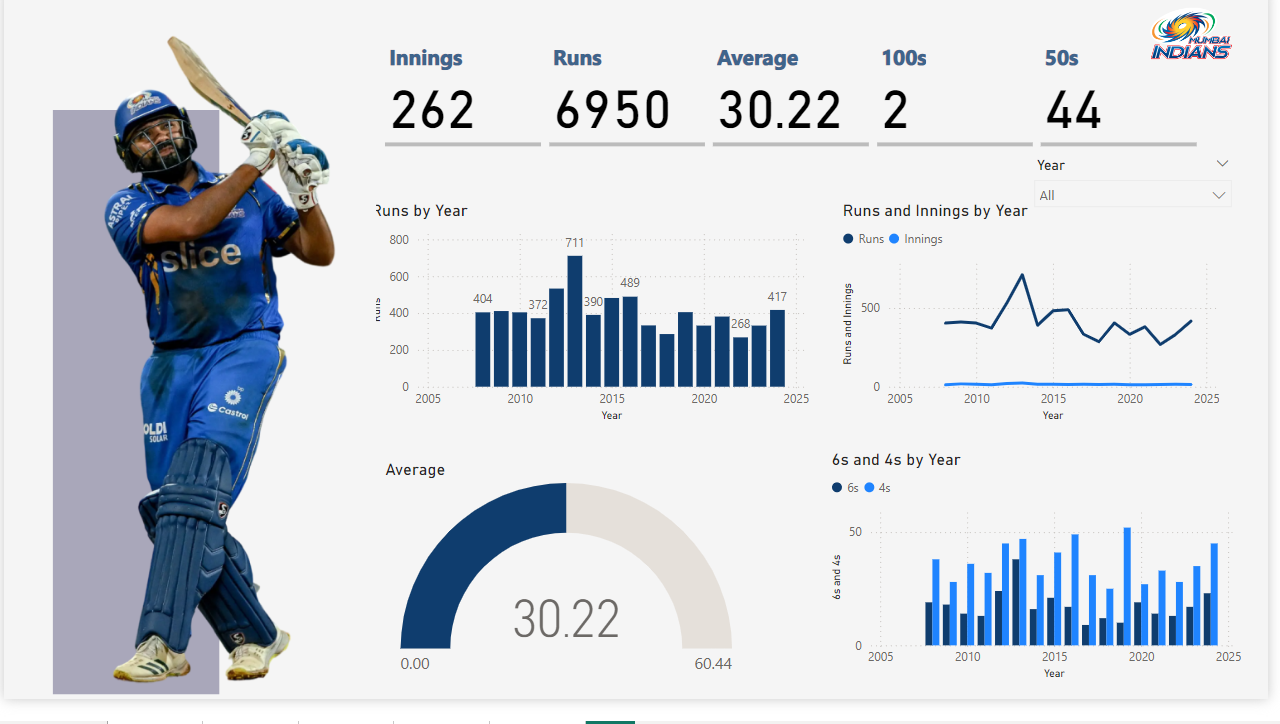 MUMBAI
INDIANS
Innings
262
Runs
6950
Average
30.22
100s
2
50s
44
Year
All
ASTRAL
PIPES
slice
Castrol
SOLAR
Runs by Year
Runs
800
600
400
200
0
404
372
711
390
489
268
417
2005 2010 2015 2020 2025
Year
Runs and Innings by Year
Runs Innings
Runs and Innings
500
0
2005 2010 2015 2020 2025
Year
Average
30.22
0.00 60.44
6s and 4s by Year
6s 4s
6s and 4s
50
0
2005 2010 2015 2020 2025
Year